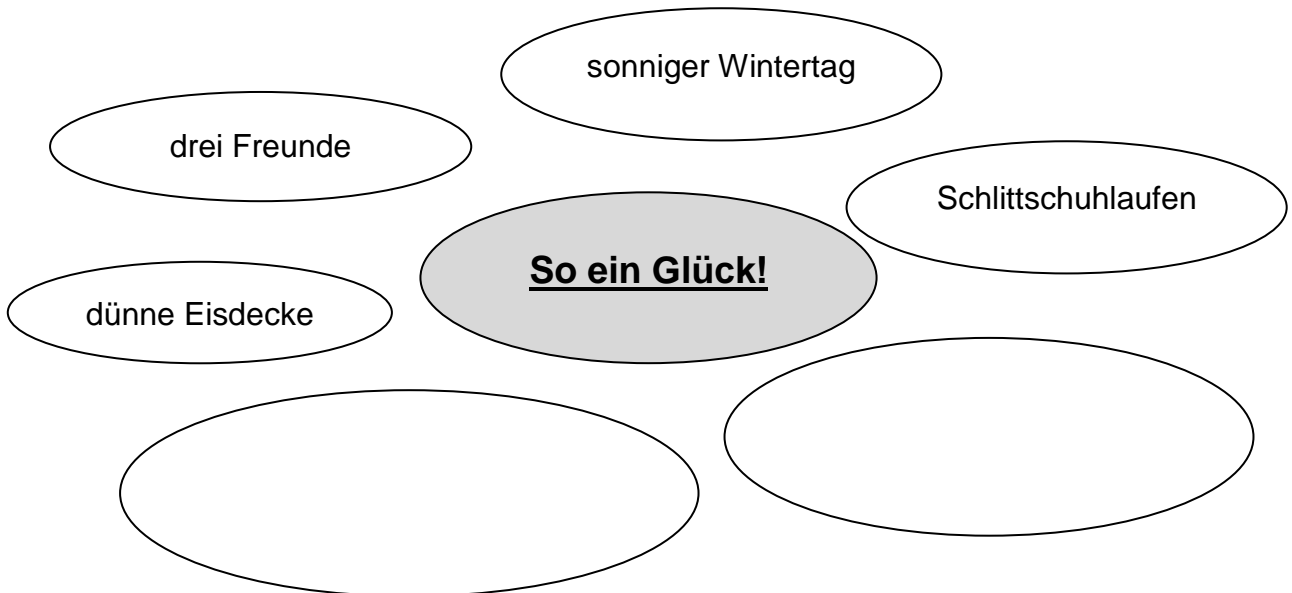 sonniger Wintertag
drei Freunde
Schlittschuhlaufen
So ein Glück!
dünne Eisdecke